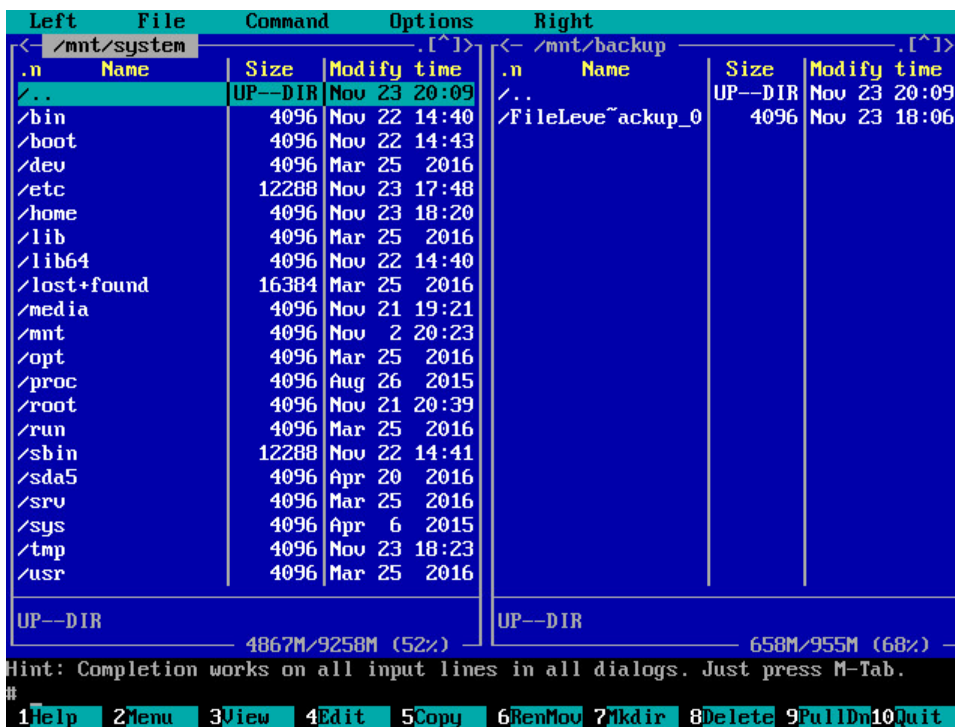 Left File Command Options Right
<- /mnt/system .[^]> <- /mnt/backup .[^]>
.n Name Size Modify time .n Name Size Modify time
/.. UP--DIR Nov 23 20:09 /.. UP--DIR Nov 23 20:09
/bin 4096 Nov 22 14:40 /FileLeve~ackup_0 4096 Nov 23 18:06
/boot 4096 Nov 22 14:43
/dev 4096 Mar 25 2016
/etc 12288 Nov 23 17:48
/home 4096 Nov 23 18:20
/lib 4096 Mar 25 2016
/lib64 4096 Nov 22 14:40
/lost+found 16384 Mar 25 2016
/media 4096 Nov 21 19:21
/mnt 4096 Nov 2 20:23
/opt 4096 Mar 25 2016
/proc 4096 Aug 26 2015
/root 4096 Nov 21 20:39
/run 4096 Mar 25 2016
/sbin 12288 Nov 22 14:41
/sda5 4096 Apr 20 2016
/srv 4096 Mar 25 2016
/sys 4096 Apr 6 2015
/tmp 4096 Nov 23 18:23
/usr 4096 Mar 25 2016
UP--DIR UP--DIR
4867M/9258M (52%) 658M/955M (68%)
Hint: Completion works on all input lines in all dialogs. Just press M-Tab.
# _
1Help 2Menu 3View 4Edit 5Copy 6RenMov 7Mkdir 8Delete 9PullDn 10Quit